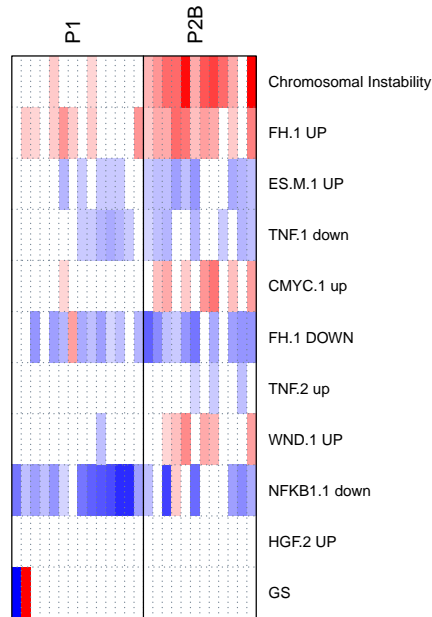 P1
P2B
Chromosomal Instability
FH.1 UP
ES.M.1 UP
TNF.1 down
CMYC.1 up
FH.1 DOWN
TNF.2 up
WND.1 UP
NFKB1.1 down
HGF.2 UP
GS